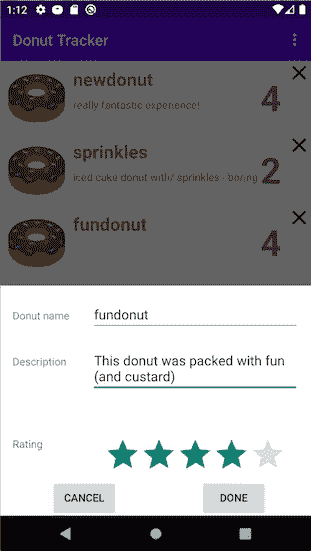 1:12
Donut Tracker
newdonut
really fantastic experience!
4
sprinkles
iced cake donut with/ sprinkles - boring
2
fundonut
4
Donut name
fundonut
Description
This donut was packed with fun
(and custard)
Rating
CANCEL
DONE